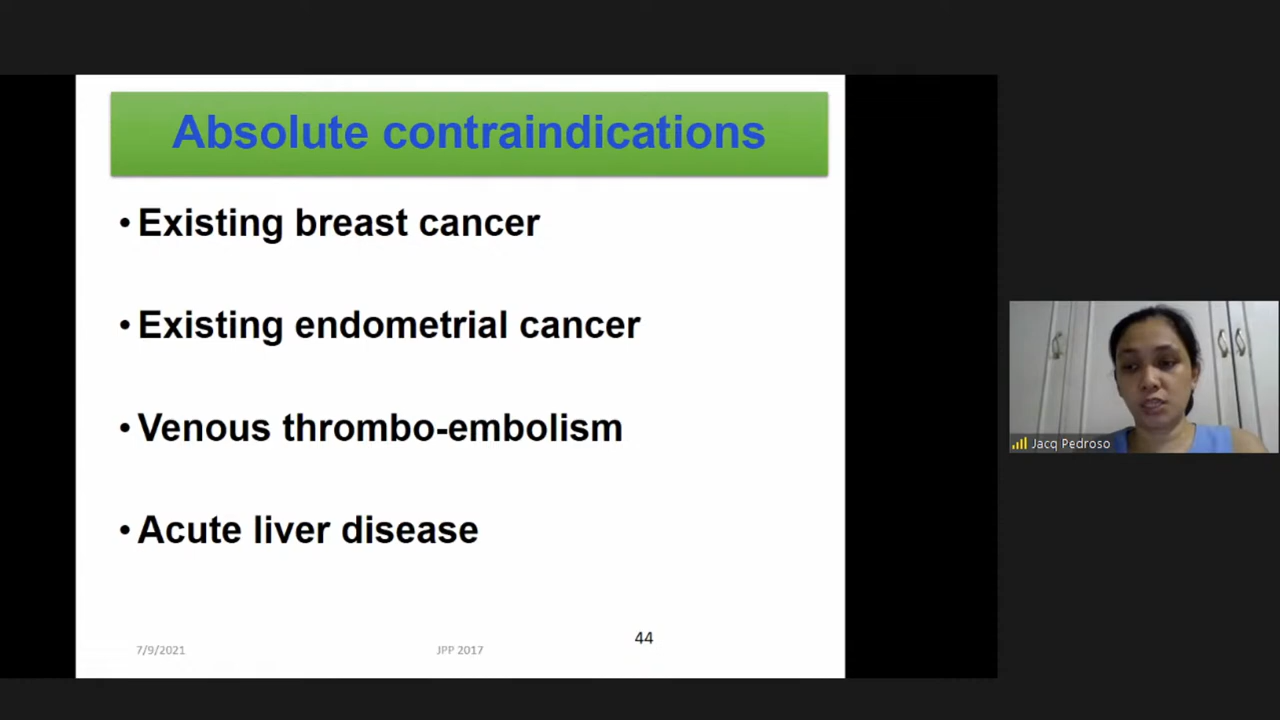 Absolute contraindications
• Existing breast cancer
• Existing endometrial cancer
• Venous thrombo-embolism
• Acute liver disease
7/9/2021
JPP 2017
44
Jacq Pedroso